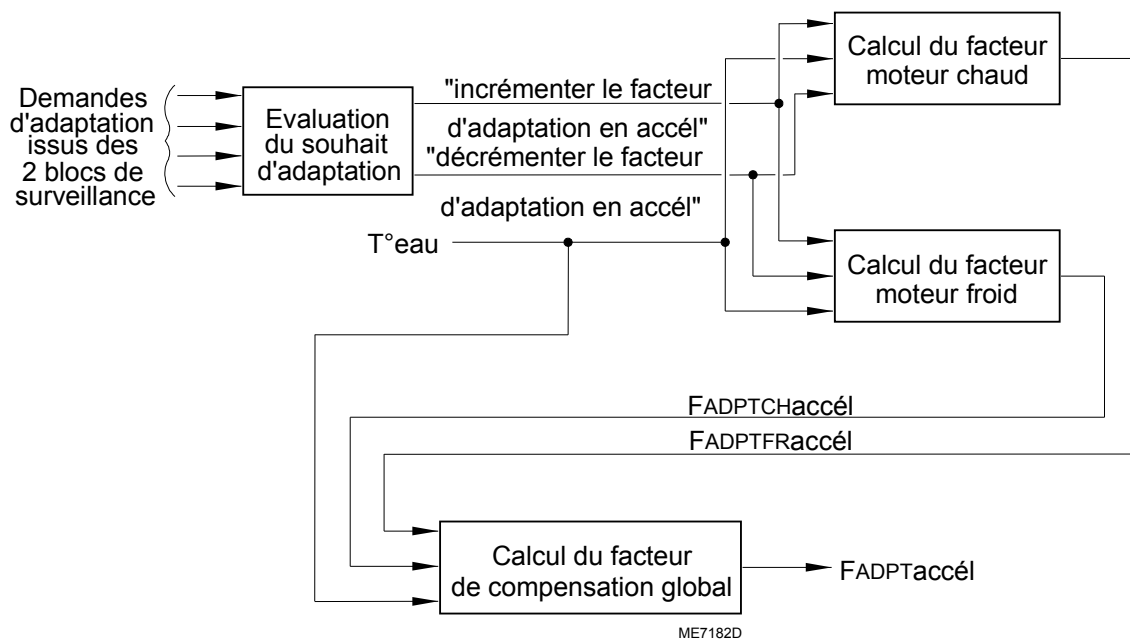 Calcul du facteur
moteur chaud
Demandes
d'adaptation
issus des
2 blocs de
surveillance
Evaluation
du souhait
d'adaptation
"incrémenter le facteur
d'adaptation en accél"
"décrémenter le facteur
d'adaptation en accél"
T°eau
Calcul du facteur
moteur froid
FADPTCHaccél
FADPTFRaccél
Calcul du facteur
de compensation global
FADPTaccél
ME7182D